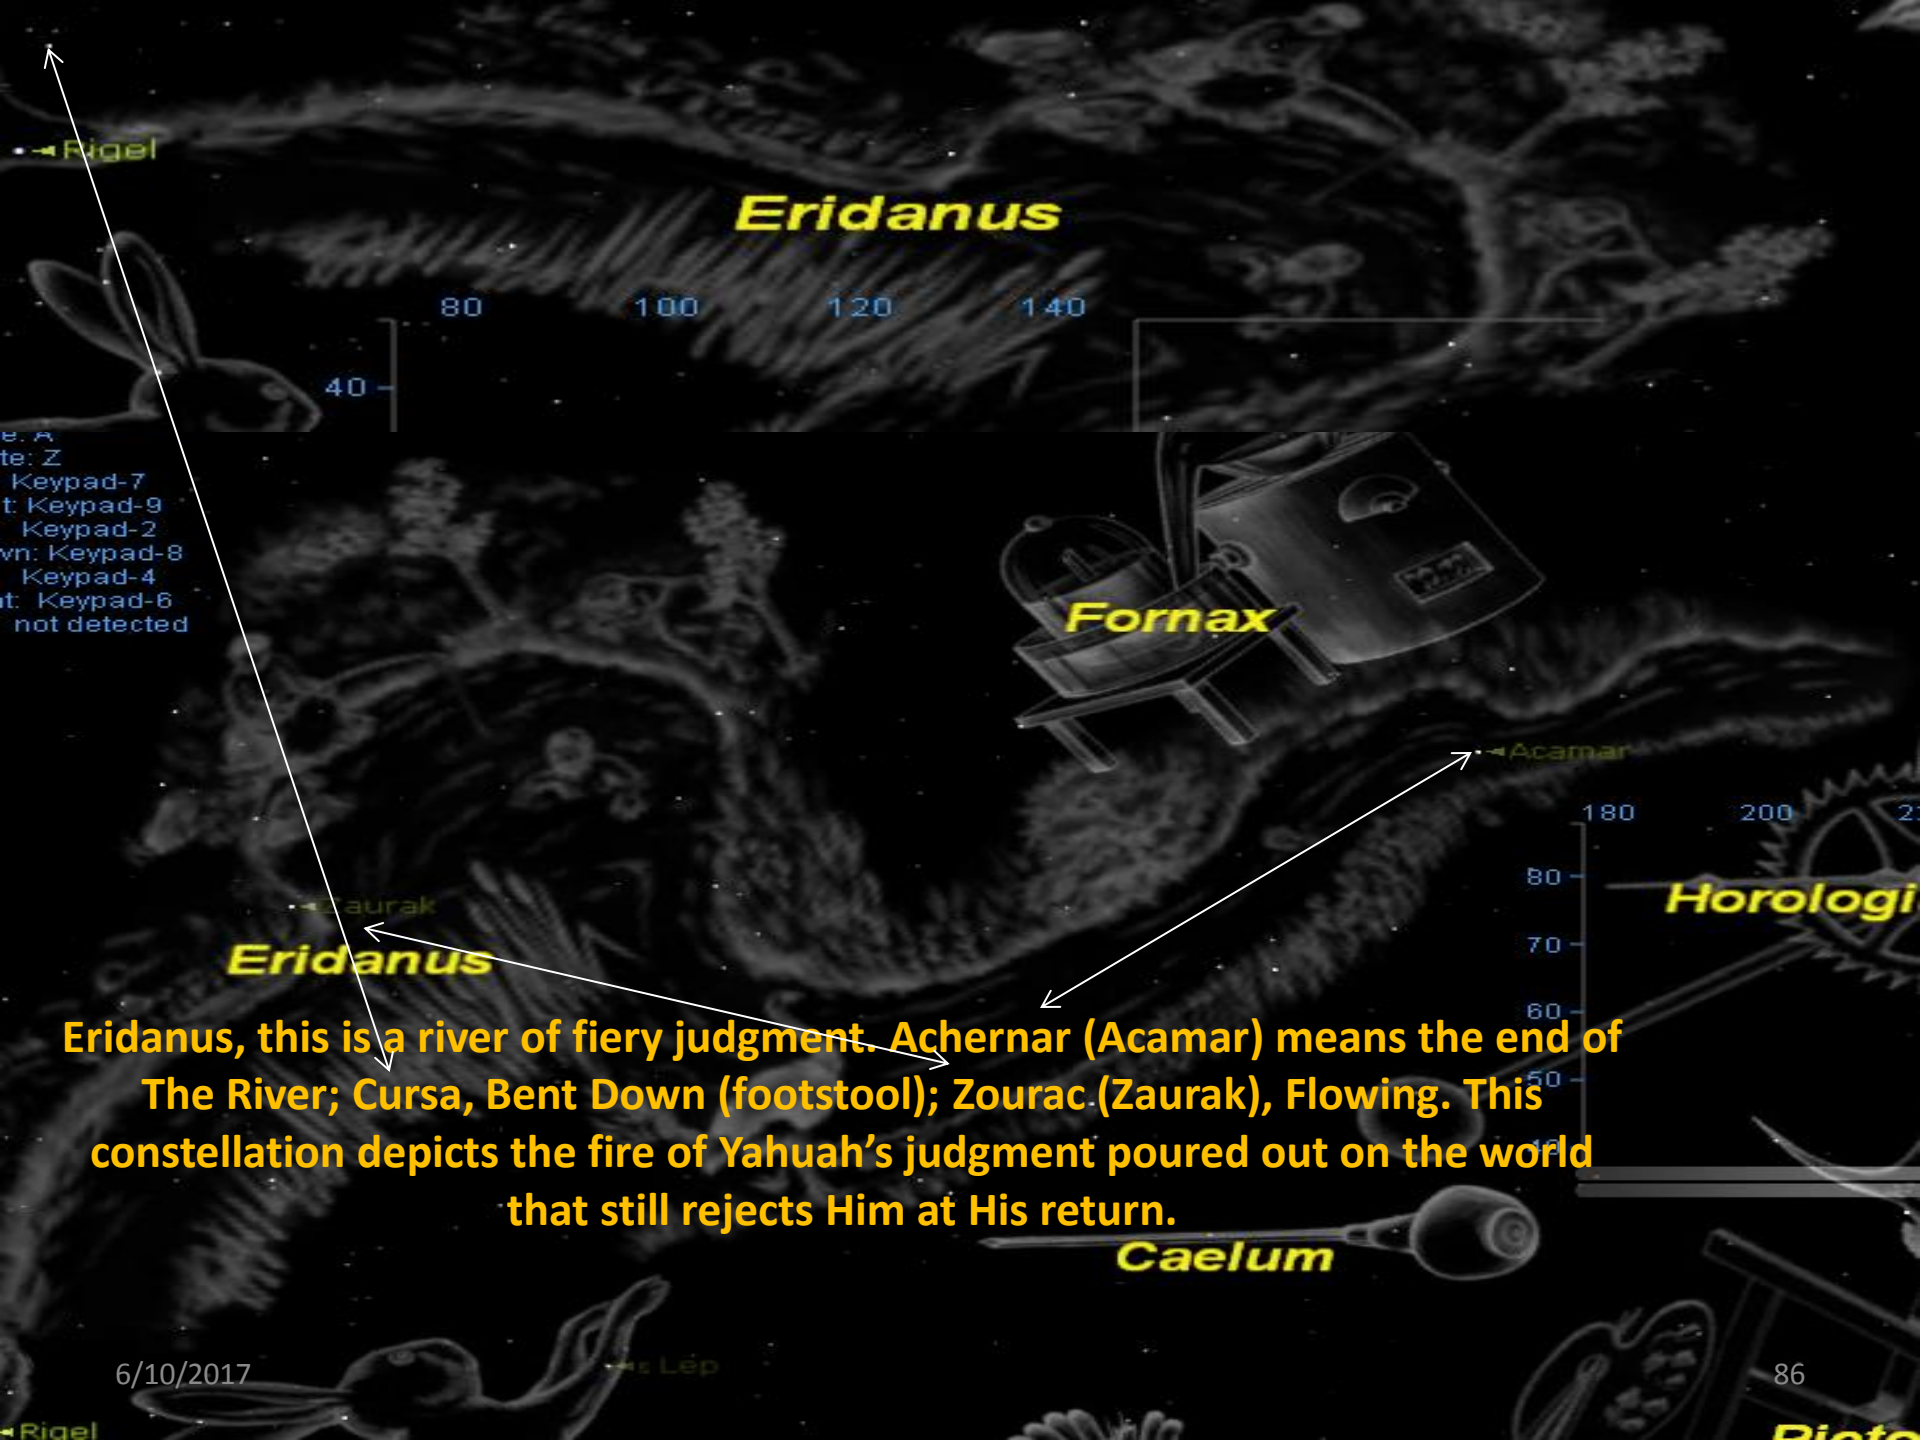 Rigel
Eridanus
80 100 120 140
40
te: Z
Keypad-7
t: Keypad-9
Keypad-2
wn: Keypad-8
Keypad-4
Keypad-6
not detected
Fornax
Acamar
180 200
80
Horologi
Zaurak
70
Eridanus
60
Eridanus, this is a river of fiery judgment. Achernar (Acamar) means the end of
The River; Cursa, Bent Down (footstool); Zourac (Zaurak), Flowing. This
50
constellation depicts the fire of Yahuah’s judgment poured out on the world
that still rejects Him at His return.
Caelum
Lep
6/10/2017
86
Rigel